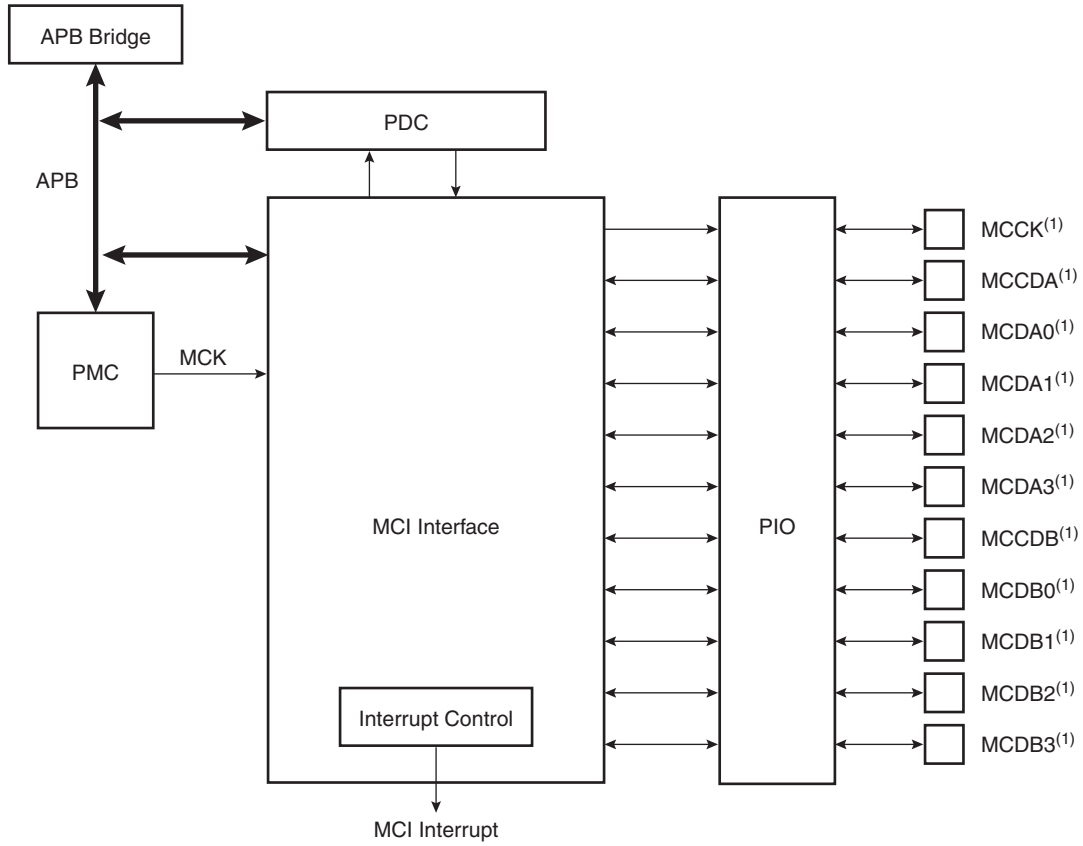 APB Bridge
PDC
APB
MCCK(1)
MCCDA(1)
MCDA0(1)
PMC
MCK
MCDA1(1)
MCDA2(1)
MCDA3(1)
MCI Interface
PIO
MCCDB(1)
MCDB0(1)
MCDB1(1)
MCDB2(1)
Interrupt Control
MCDB3(1)
MCI Interrupt